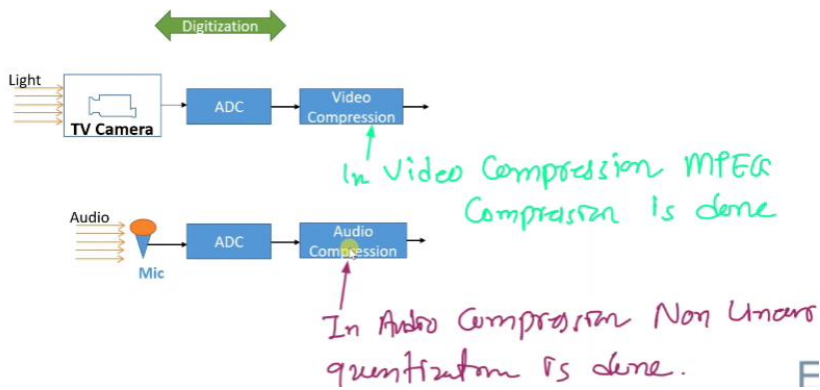 Digitization
Light
TV Camera
ADC
Video
Compression
In Video Compression MPEG
Compression is done
Audio
Mic
ADC
Audio
Compression
In Audio Compression Non Linear
quantization is done.
E